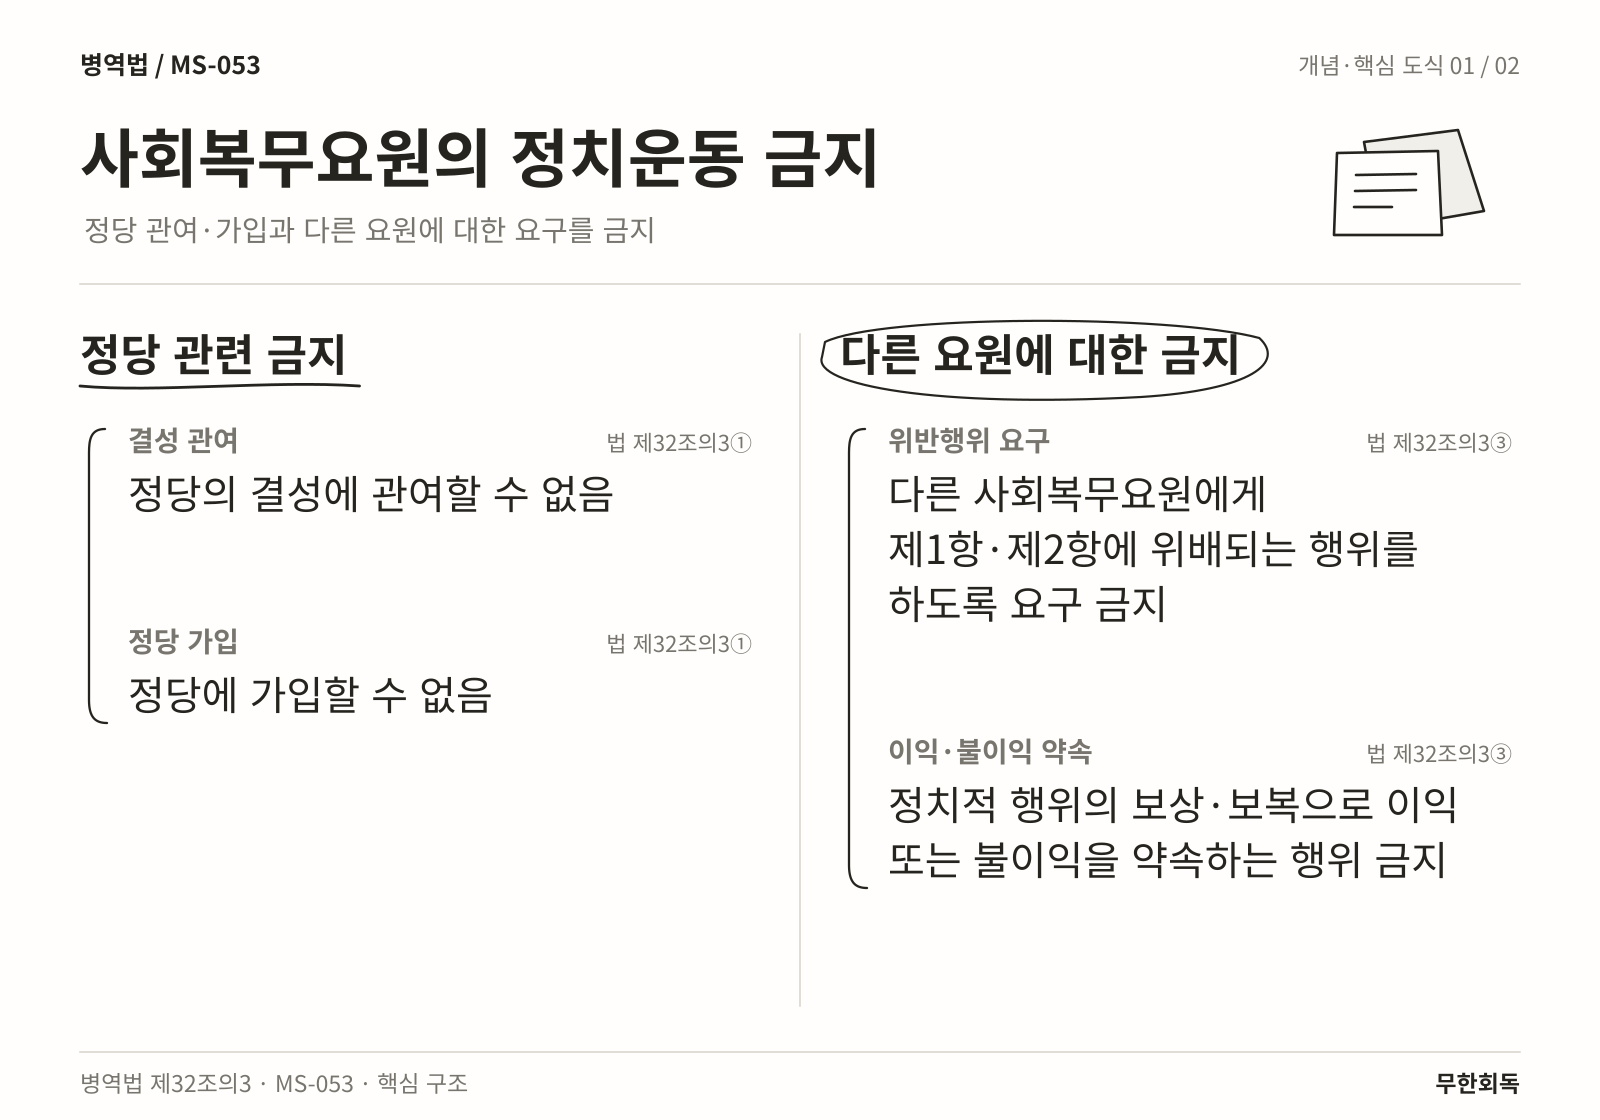 병역법 / MS-053
개념·핵심 도식 01 / 02
사회복무요원의 정치운동 금지
정당 관여·가입과 다른 요원에 대한 요구를 금지
정당 관련 금지
결성 관여
법 제32조의3①
정당의 결성에 관여할 수 없음
정당 가입
법 제32조의3①
정당에 가입할 수 없음
다른 요원에 대한 금지
위반행위 요구
법 제32조의3③
다른 사회복무요원에게
제1항·제2항에 위배되는 행위를
하도록 요구 금지
이익·불이익 약속
법 제32조의3③
정치적 행위의 보상·보복으로 이익
또는 불이익을 약속하는 행위 금지
병역법 제32조의3 · MS-053 · 핵심 구조
무한회독